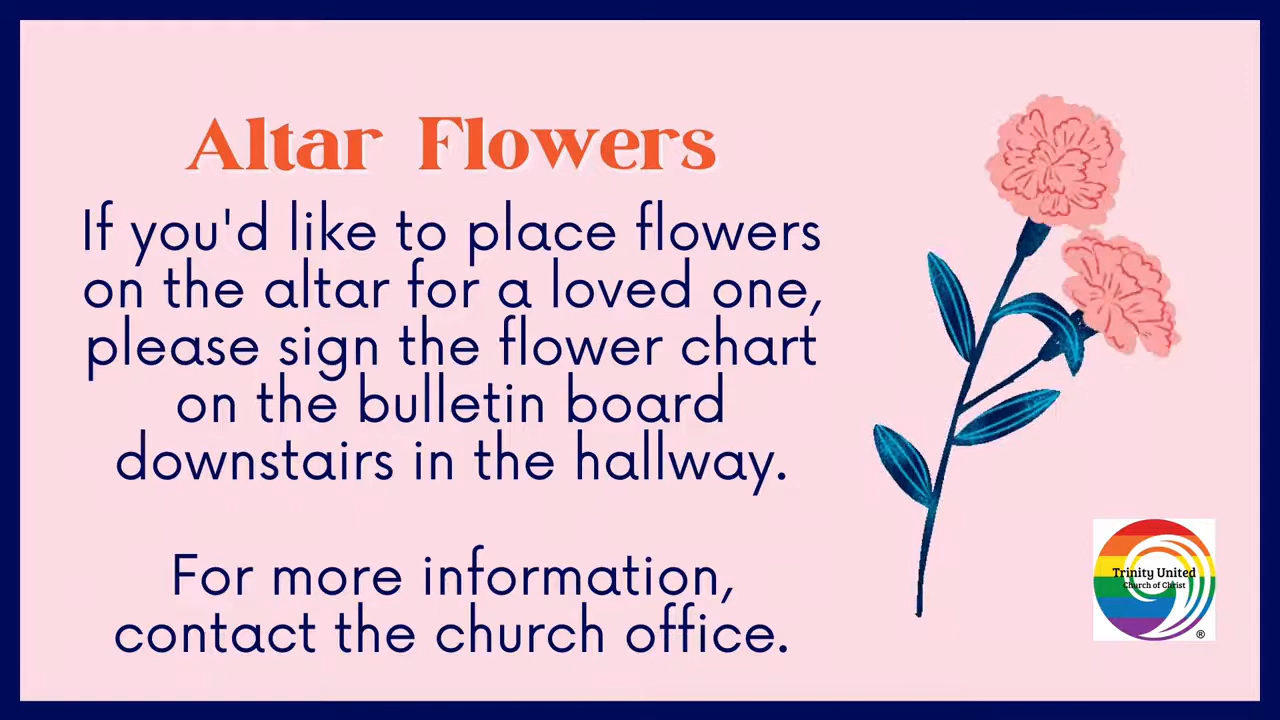 Altar Flowers
If you'd like to place flowers
on the altar for a loved one,
please sign the flower chart
on the bulletin board
downstairs in the hallway.
For more information,
contact the church office.
Trinity United
Church of Christ
®